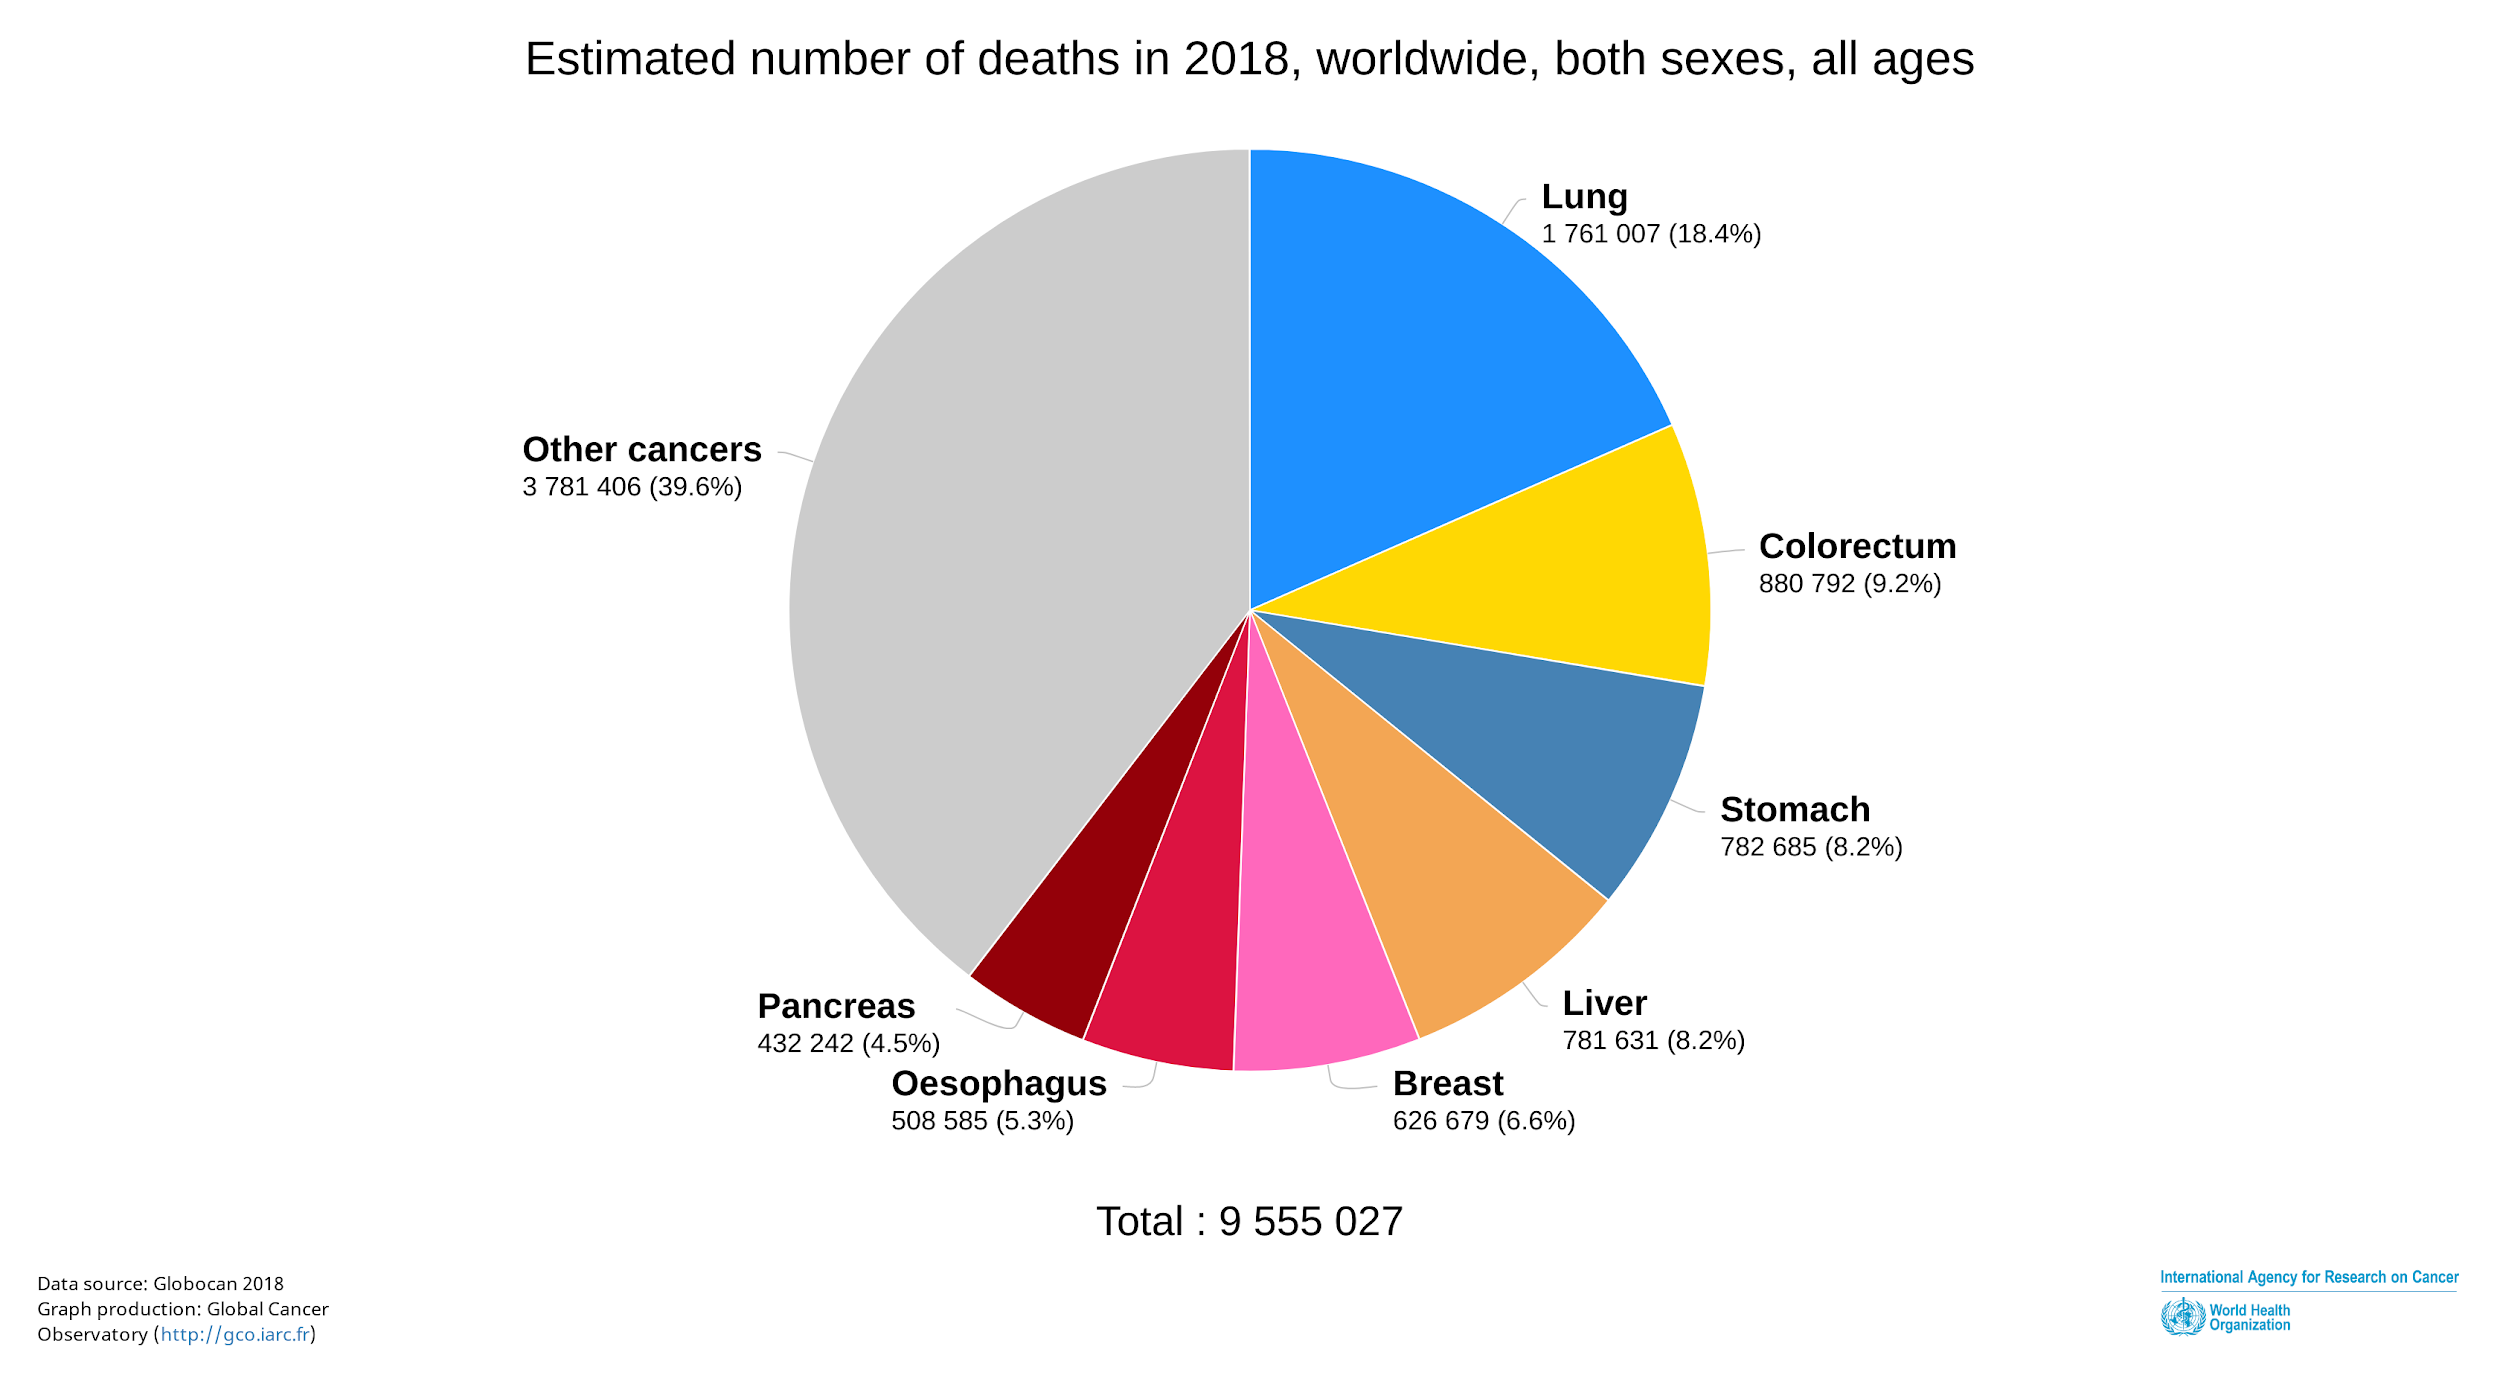 Estimated number of deaths in 2018, worldwide, both sexes, all ages
Lung
1 761 007 (18.4%)
Other cancers
3 781 406 (39.6%)
Colorectum
880 792 (9.2%)
Stomach
782 685 (8.2%)
Liver
781 631 (8.2%)
Pancreas
432 242 (4.5%)
Oesophagus
508 585 (5.3%)
Breast
626 679 (6.6%)
Total : 9 555 027
Data source: Globocan 2018
Graph production: Global Cancer
Observatory (http://gco.iarc.fr)
International Agency for Research on Cancer
World Health
Organization